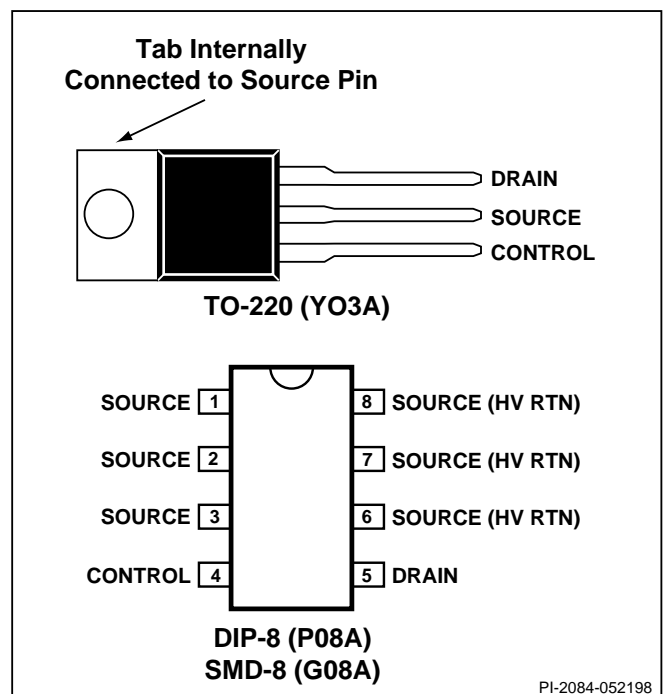 Tab Internally
Connected to Source Pin
DRAIN
SOURCE
CONTROL
TO-220 (YO3A)
SOURCE 1 8 SOURCE (HV RTN)
SOURCE 2 7 SOURCE (HV RTN)
SOURCE 3 6 SOURCE (HV RTN)
CONTROL 4 5 DRAIN
DIP-8 (P08A)
SMD-8 (G08A)
PI-2084-052198